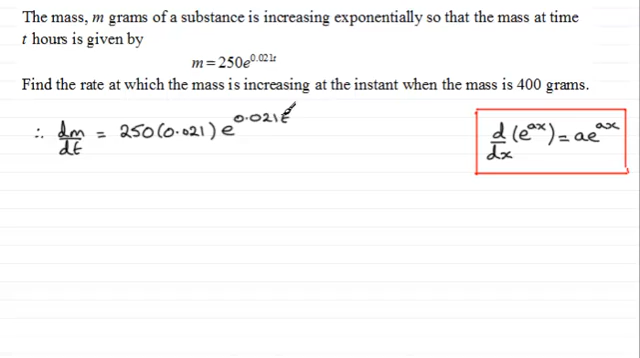 The mass, m grams of a substance is increasing exponentially so that the mass at time
t hours is given by
m = 250e^0.021t
Find the rate at which the mass is increasing at the instant when the mass is 400 grams.
∴ dm/dt = 250(0.021) e^0.021t
d/dx (e^ax) = ae^ax